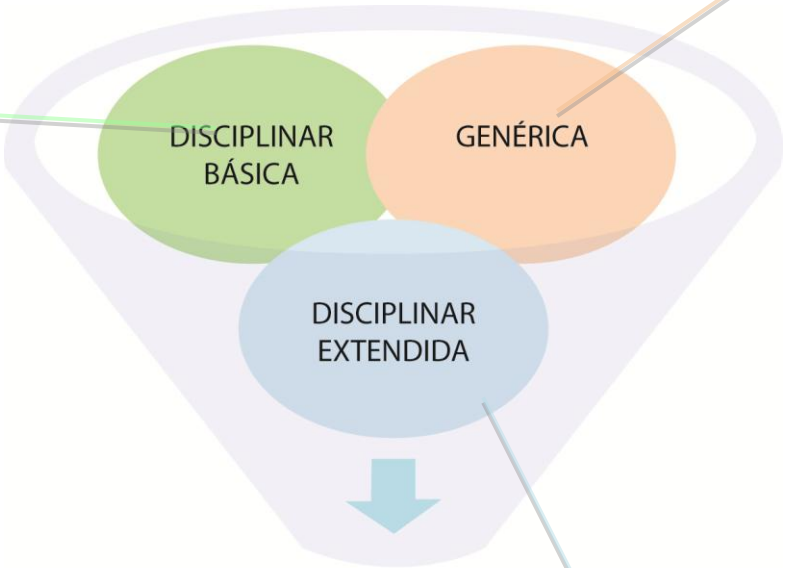 DISCIPLINAR
BÁSICA
GENÉRICA
DISCIPLINAR
EXTENDIDA